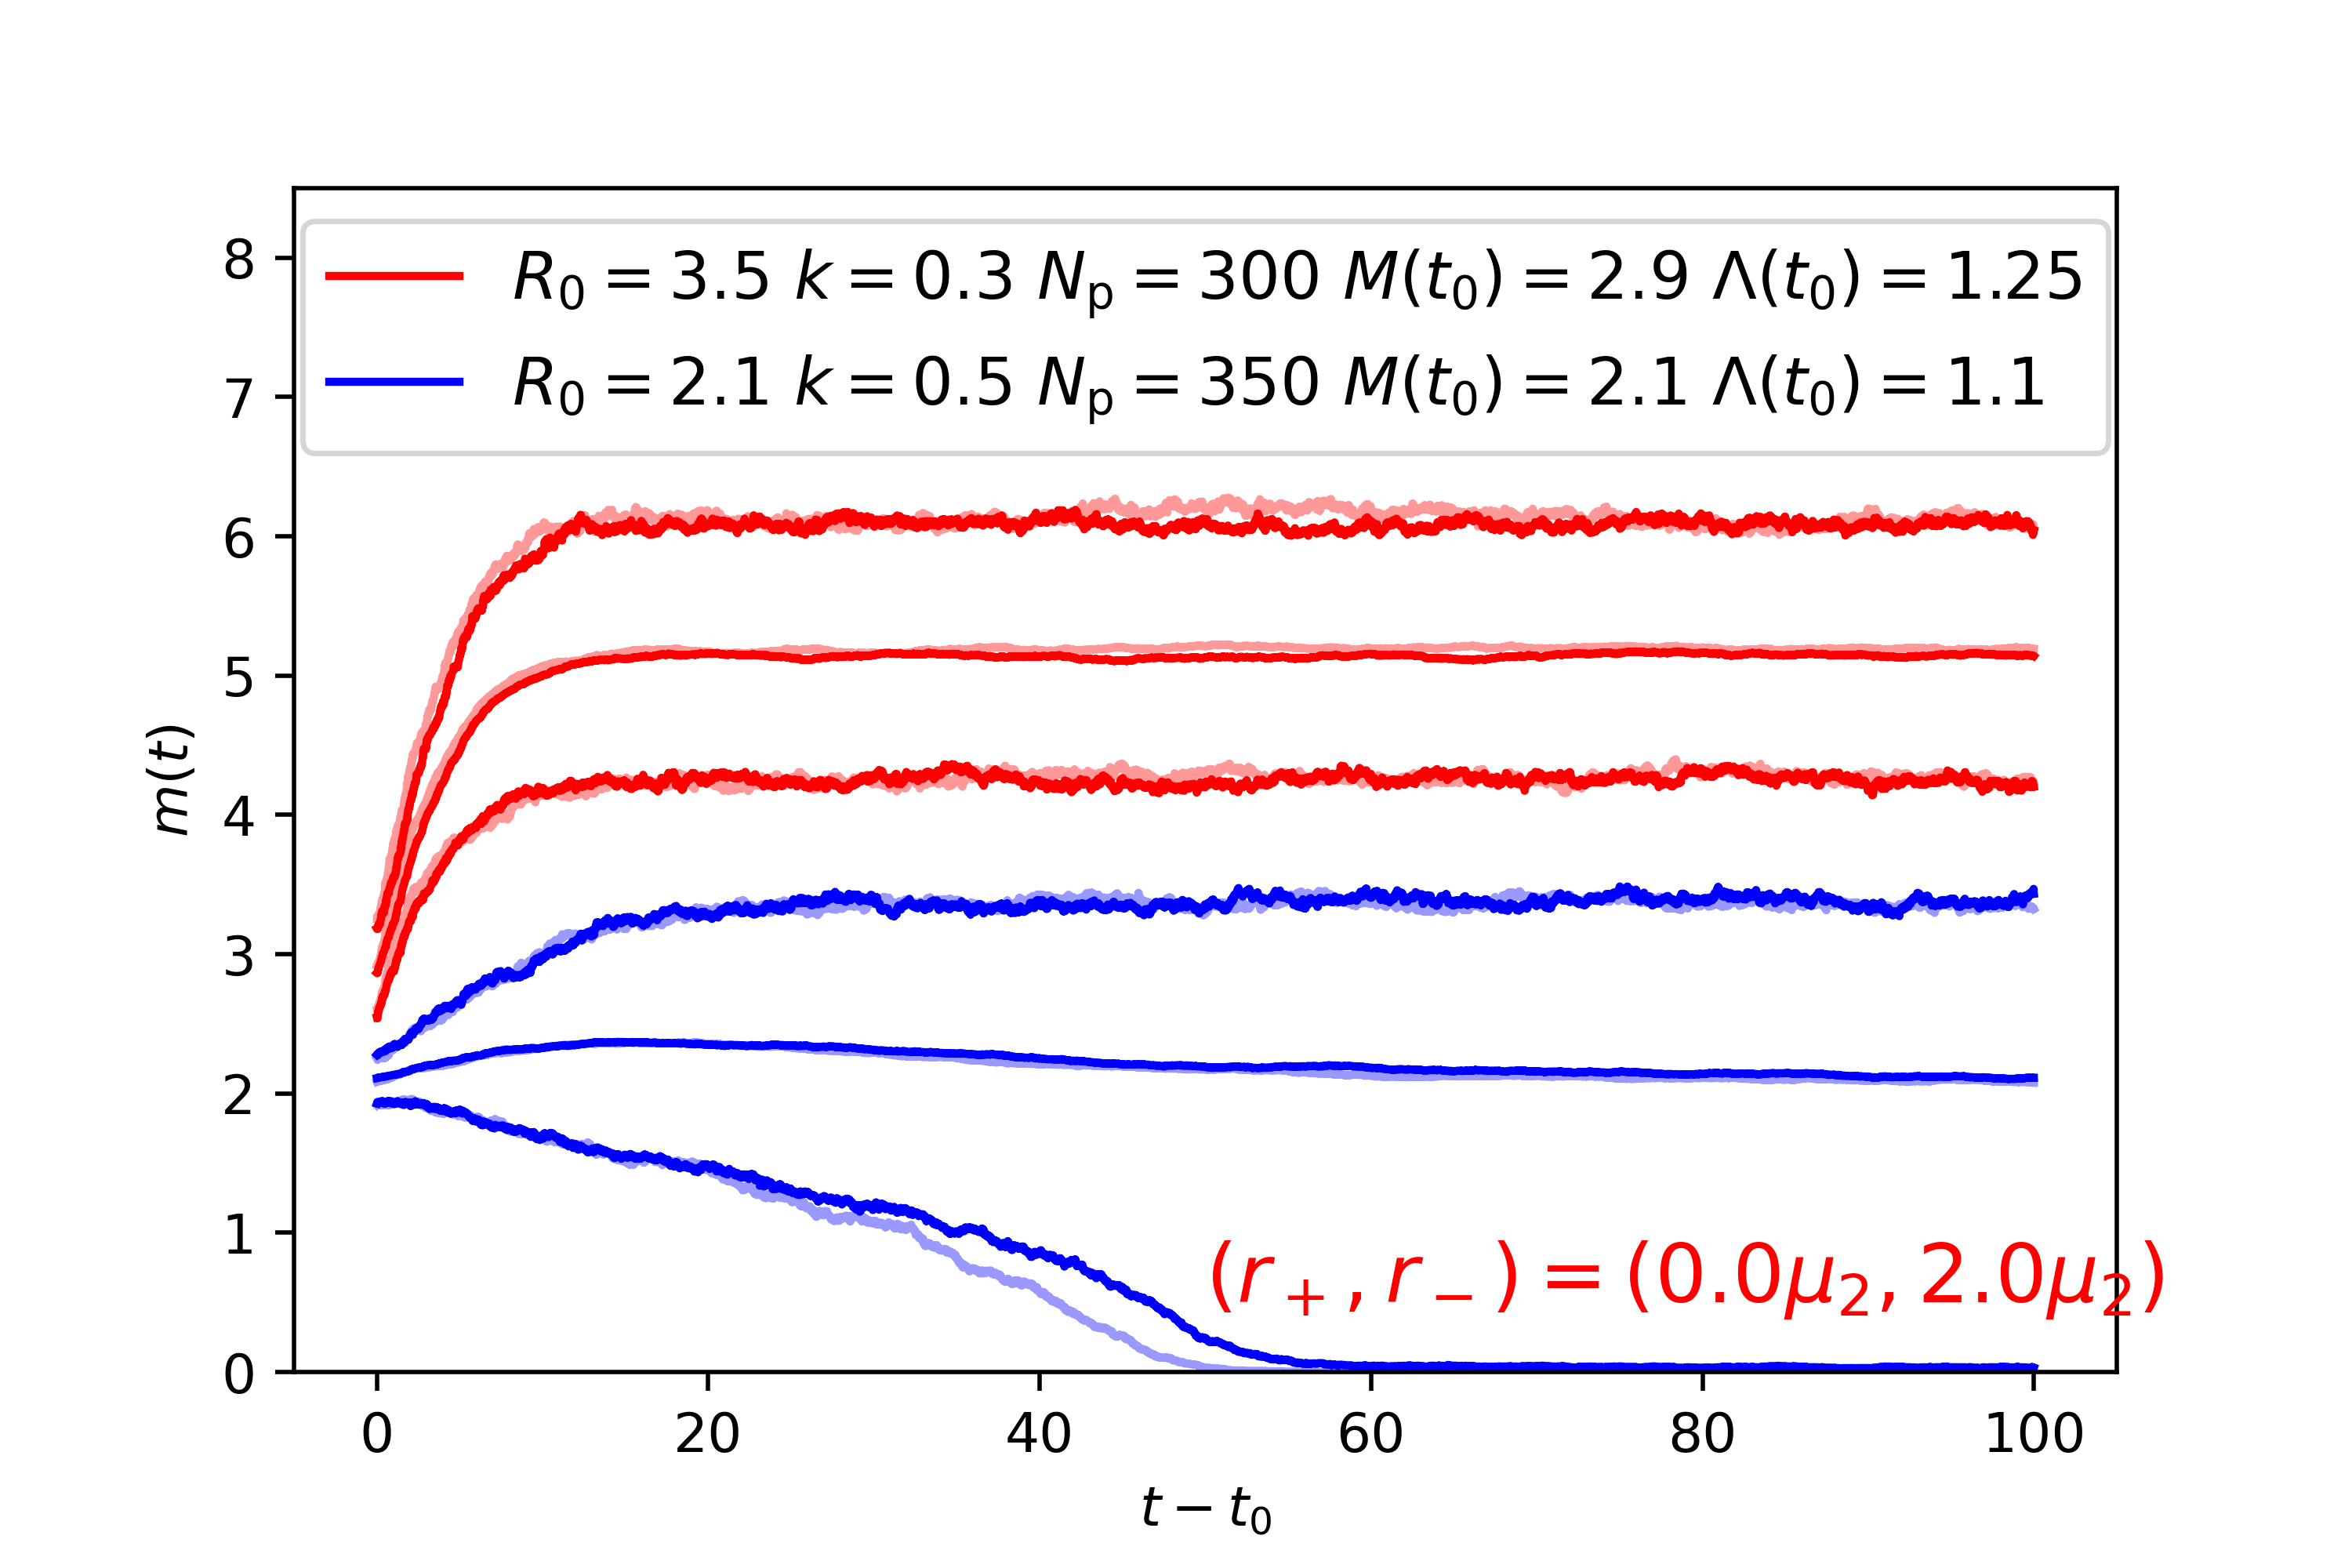 R₀ = 3.5 k = 0.3 Nₚ = 300 M(t₀) = 2.9 Λ(t₀) = 1.25
R₀ = 2.1 k = 0.5 Nₚ = 350 M(t₀) = 2.1 Λ(t₀) = 1.1
8
7
6
5
4
3
2
1
0
m(t)
(r₊, r₋) = (0.0μ₂, 2.0μ₂)
0 20 40 60 80 100
t − t₀